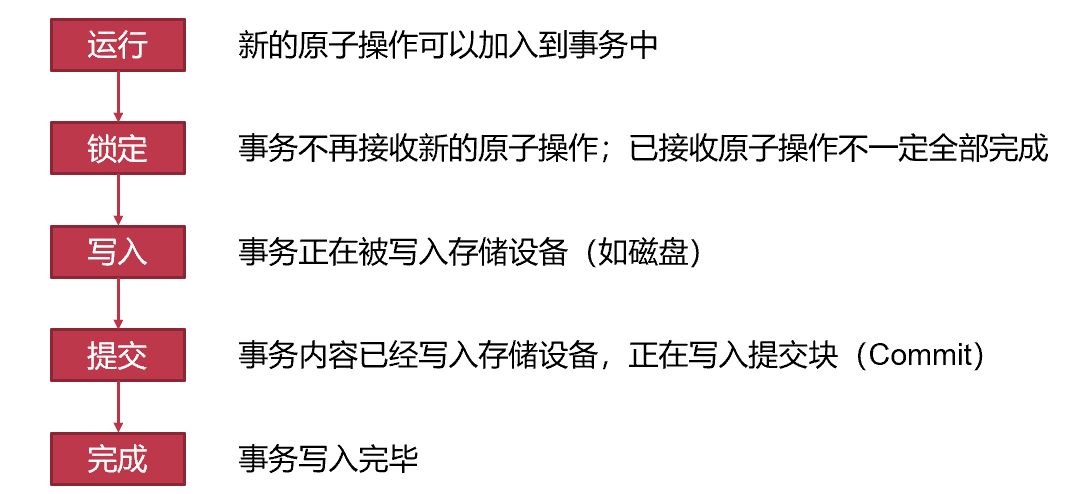 运行
新的原子操作可以加入到事务中
锁定
事务不再接收新的原子操作；已接收原子操作不一定全部完成
写入
事务正在被写入存储设备（如磁盘）
提交
事务内容已经写入存储设备，正在写入提交块（Commit）
完成
事务写入完毕